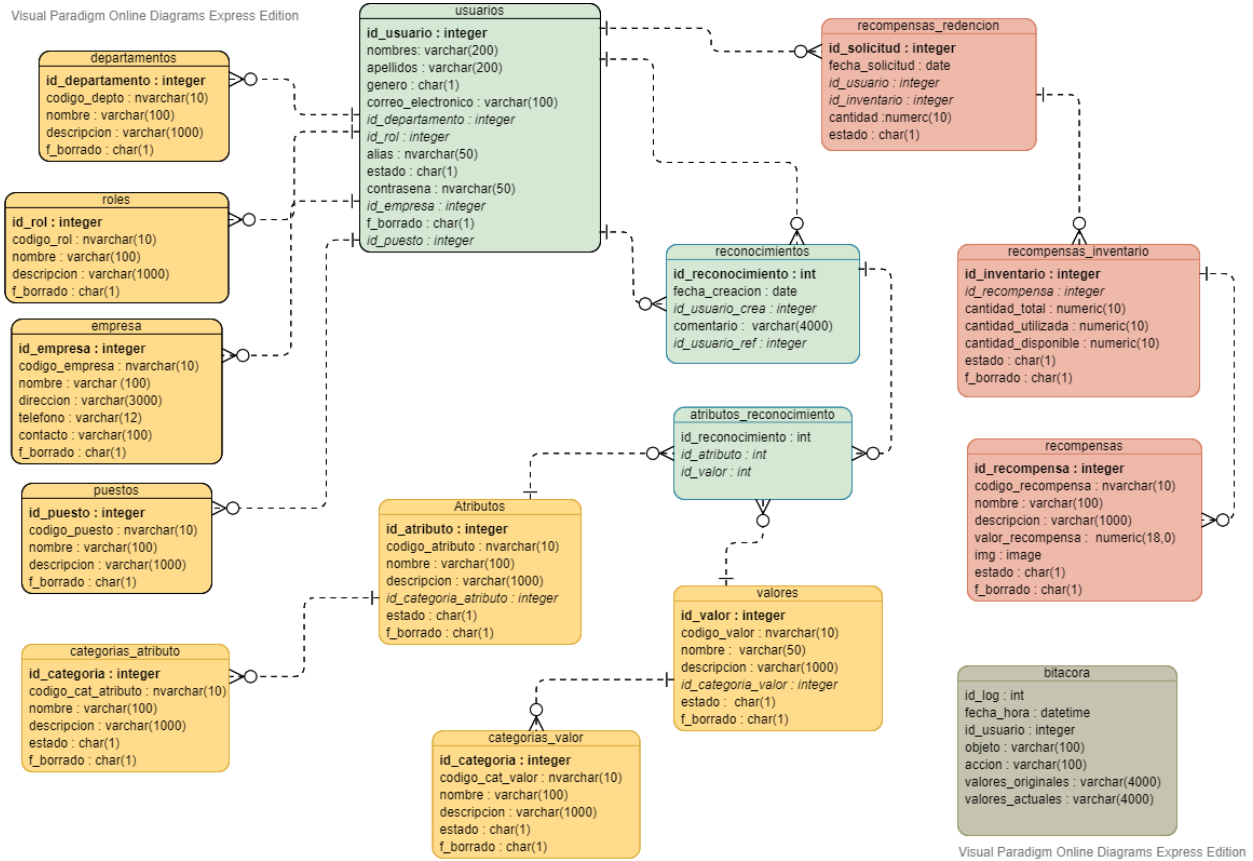 Visual Paradigm Online Diagrams Express Edition
departamentos
id_departamento : integer
codigo_depto : nvarchar(10)
nombre : varchar(100)
descripcion : varchar(1000)
f_borrado : char(1)
roles
id_rol : integer
codigo_rol : nvarchar(10)
nombre : varchar(100)
descripcion : varchar(1000)
f_borrado : char(1)
empresa
id_empresa : integer
codigo_empresa : nvarchar(10)
nombre : varchar (100)
direccion : varchar(3000)
telefono : varchar(12)
contacto : varchar(100)
f_borrado : char(1)
puestos
id_puesto : integer
codigo_puesto : nvarchar(10)
nombre : varchar(100)
descripcion : varchar(1000)
f_borrado : char(1)
categorias_atributo
id_categoria : integer
codigo_cat_atributo : nvarchar(10)
nombre : varchar(100)
descripcion : varchar(1000)
estado : char(1)
f_borrado : char(1)
usuarios
id_usuario : integer
nombres: varchar(200)
apellidos : varchar(200)
genero : char(1)
correo_electronico : varchar(100)
id_departamento : integer
id_rol : integer
alias : nvarchar(50)
estado : char(1)
contrasena : nvarchar(50)
id_empresa : integer
f_borrado : char(1)
id_puesto : integer
Atributos
id_atributo : integer
codigo_atributo : nvarchar(10)
nombre : varchar(100)
descripcion : varchar(1000)
id_categoria_atributo : integer
estado : char(1)
f_borrado : char(1)
categorias_valor
id_categoria : integer
codigo_cat_valor : nvarchar(10)
nombre : varchar(100)
descripcion : varchar(1000)
estado : char(1)
f_borrado : char(1)
reconocimientos
id_reconocimiento : int
fecha_creacion : date
id_usuario_crea : integer
comentario : varchar(4000)
id_usuario_ref : integer
atributos_reconocimiento
id_reconocimiento : int
id_atributo : int
id_valor : int
valores
id_valor : integer
codigo_valor : nvarchar(10)
nombre : varchar(50)
descripcion : varchar(1000)
id_categoria_valor : integer
estado : char(1)
f_borrado : char(1)
recompensas_redencion
id_solicitud : integer
fecha_solicitud : date
id_usuario : integer
id_inventario : integer
cantidad :numerc(10)
estado : char(1)
recompensas_inventario
id_inventario : integer
id_recompensa : integer
cantidad_total : numeric(10)
cantidad_utilizada : numeric(10)
cantidad_disponible : numeric(10)
estado : char(1)
f_borrado : char(1)
recompensas
id_recompensa : integer
codigo_recompensa : nvarchar(10)
nombre : varchar(100)
descripcion : varchar(1000)
valor_recompensa : numeric(18,0)
img : image
estado : char(1)
f_borrado : char(1)
bitacora
id_log : int
fecha_hora : datetime
id_usuario : integer
objeto : varchar(100)
accion : varchar(100)
valores_originales : varchar(4000)
valores_actuales : varchar(4000)
Visual Paradigm Online Diagrams Express Edition